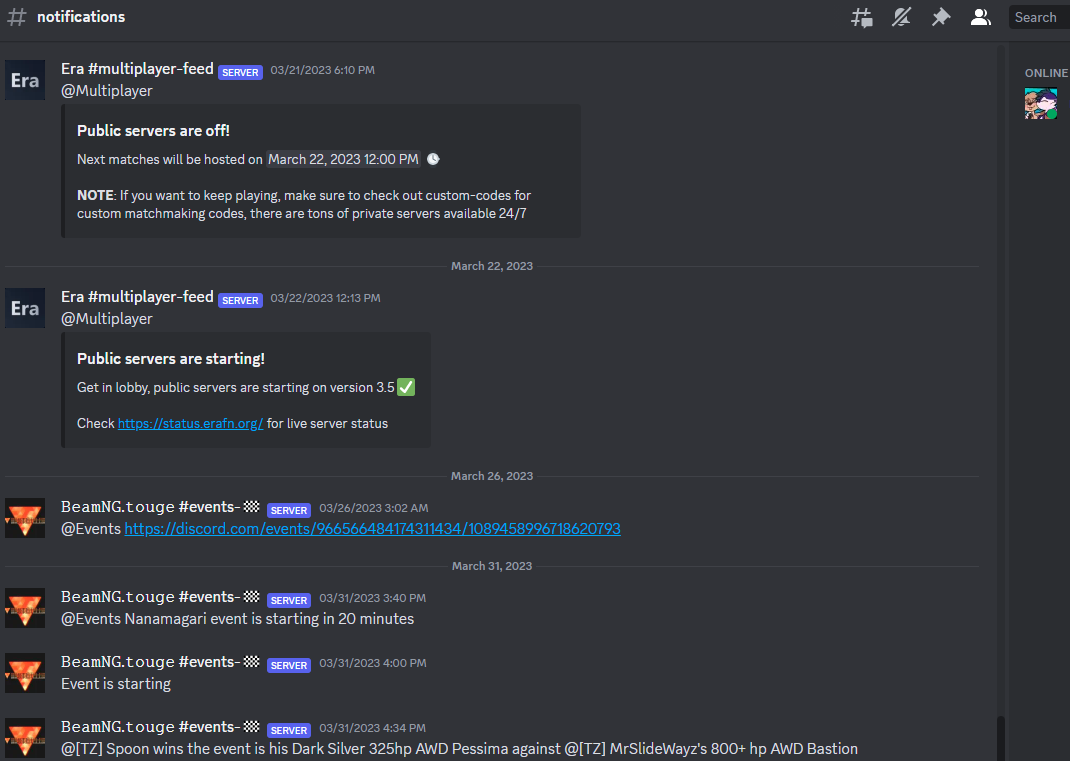 # notifications
Search
ONLINE
Era
Era #multiplayer-feed SERVER 03/21/2023 6:10 PM
@Multiplayer
Public servers are off!
Next matches will be hosted on March 22, 2023 12:00 PM
NOTE: If you want to keep playing, make sure to check out custom-codes for
custom matchmaking codes, there are tons of private servers available 24/7
March 22, 2023
Era
Era #multiplayer-feed SERVER 03/22/2023 12:13 PM
@Multiplayer
Public servers are starting!
Get in lobby, public servers are starting on version 3.5 ✅
Check https://status.erafn.org/ for live server status
March 26, 2023
BeamNG.touge #events-🏁 SERVER 03/26/2023 3:02 AM
@Events https://discord.com/events/966566484174311434/1089458996718620793
March 31, 2023
BeamNG.touge #events-🏁 SERVER 03/31/2023 3:40 PM
@Events Nanamagari event is starting in 20 minutes
BeamNG.touge #events-🏁 SERVER 03/31/2023 4:00 PM
Event is starting
BeamNG.touge #events-🏁 SERVER 03/31/2023 4:34 PM
@[TZ] Spoon wins the event is his Dark Silver 325hp AWD Pessima against @[TZ] MrSlideWayz's 800+ hp AWD Bastion